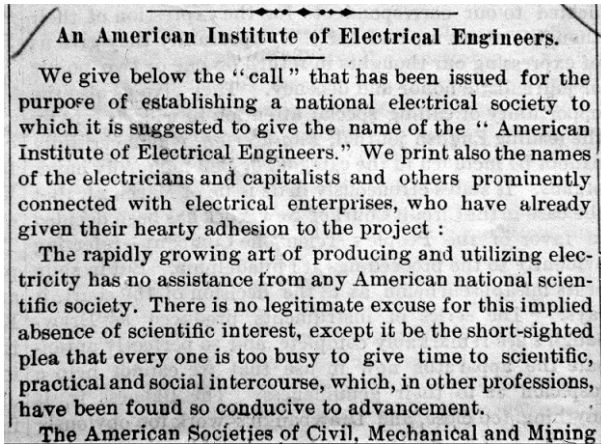 An American Institute of Electrical Engineers.
We give below the "call" that has been issued for the
purpose of establishing a national electrical society to
which it is suggested to give the name of the " American
Institute of Electrical Engineers." We print also the names
of the electricians and capitalists and others prominently
connected with electrical enterprises, who have already
given their hearty adhesion to the project :
The rapidly growing art of producing and utilizing elec-
tricity has no assistance from any American national scien-
tific society. There is no legitimate excuse for this implied
absence of scientific interest, except it be the short-sighted
plea that every one is too busy to give time to scientific,
practical and social intercourse, which, in other professions,
have been found so conducive to advancement.
The American Societies of Civil, Mechanical and Mining